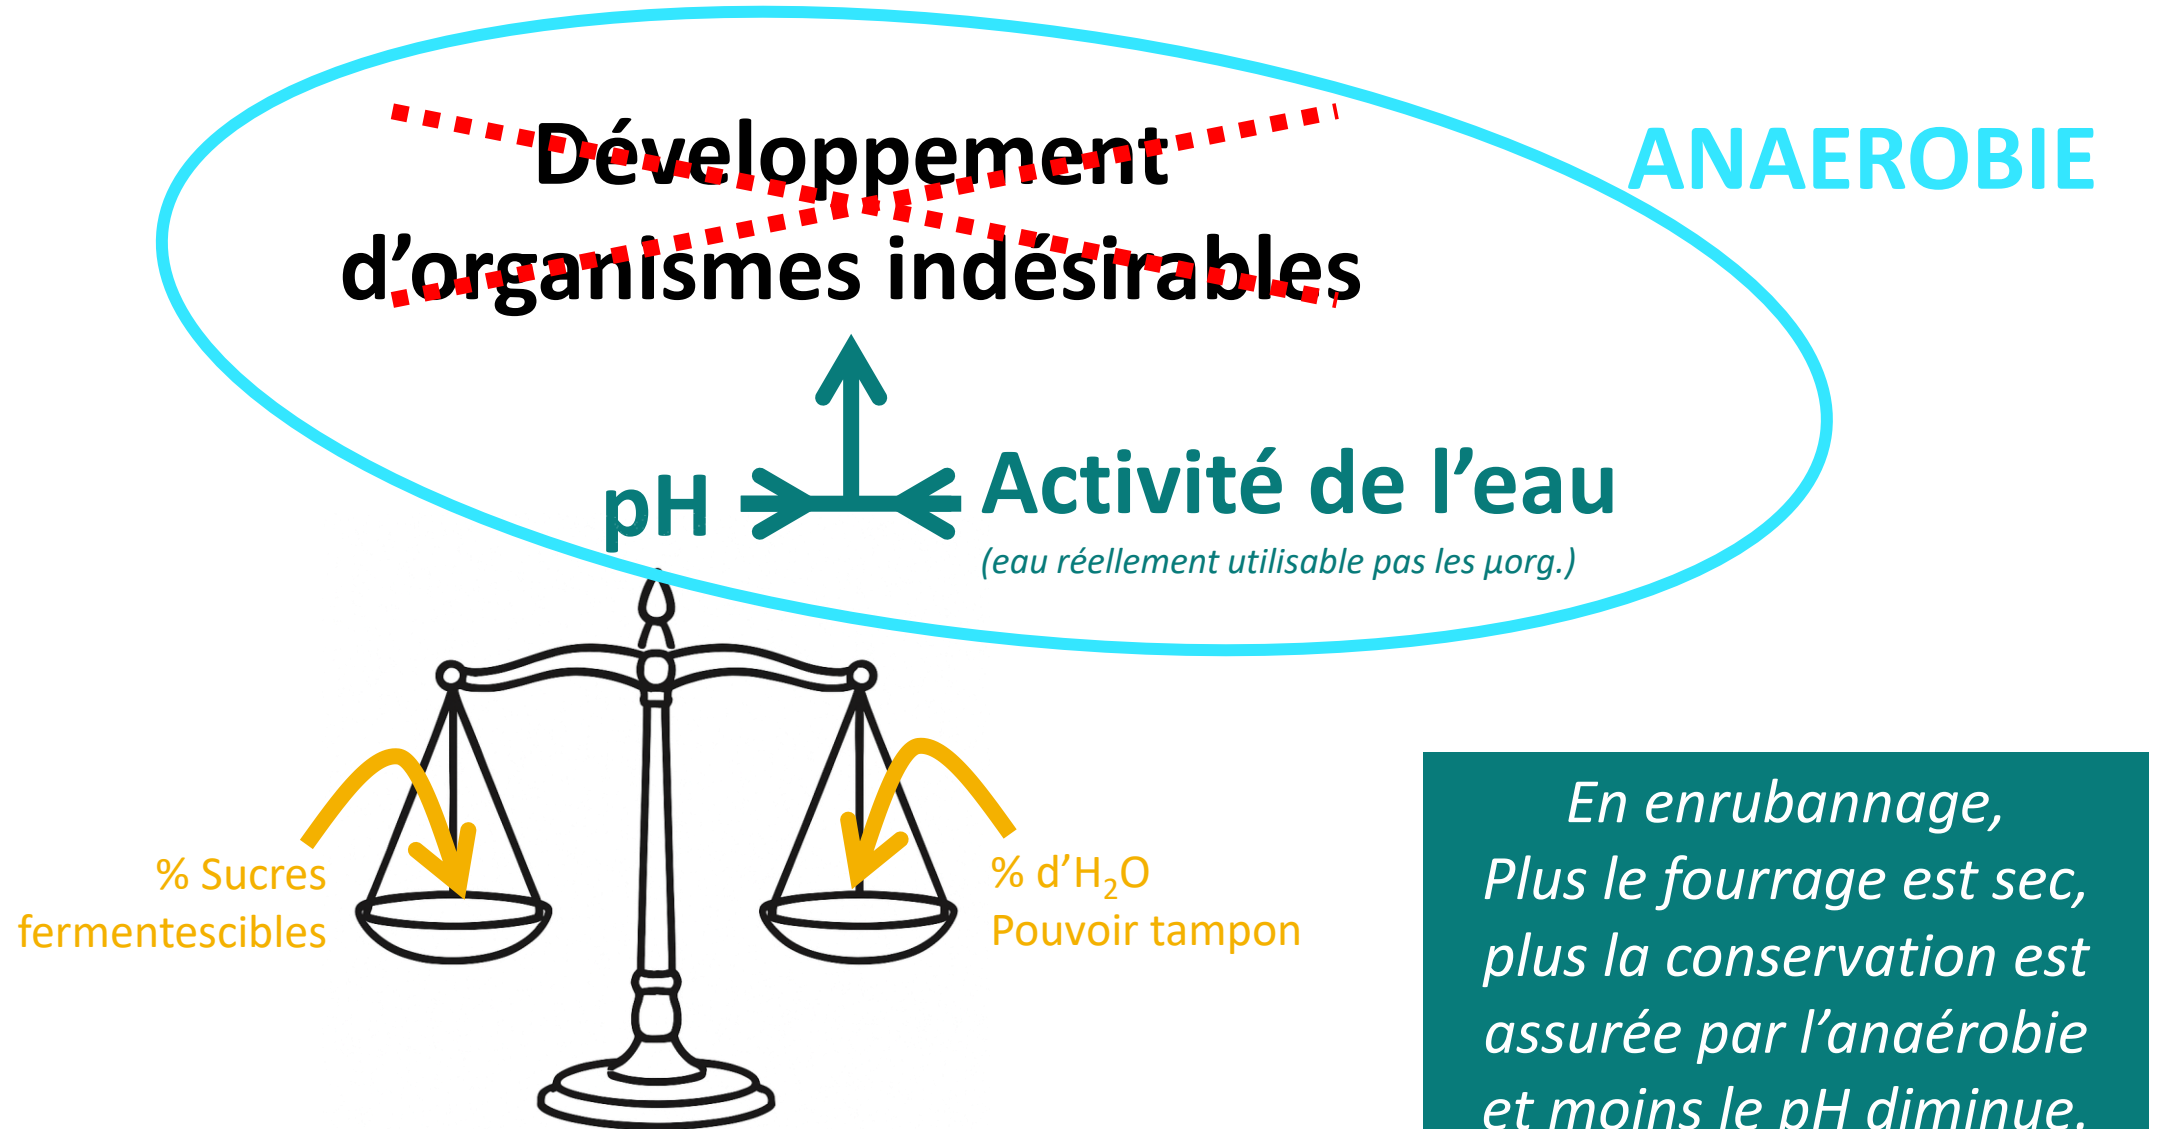 Développement
d’organismes indésirables
ANAEROBIE
pH
Activité de l’eau
(eau réellement utilisable pas les µorg.)
% Sucres
fermentescibles
% d’H₂O
Pouvoir tampon
En enrubannage,
Plus le fourrage est sec,
plus la conservation est
assurée par l’anaérobie
et moins le pH diminue.